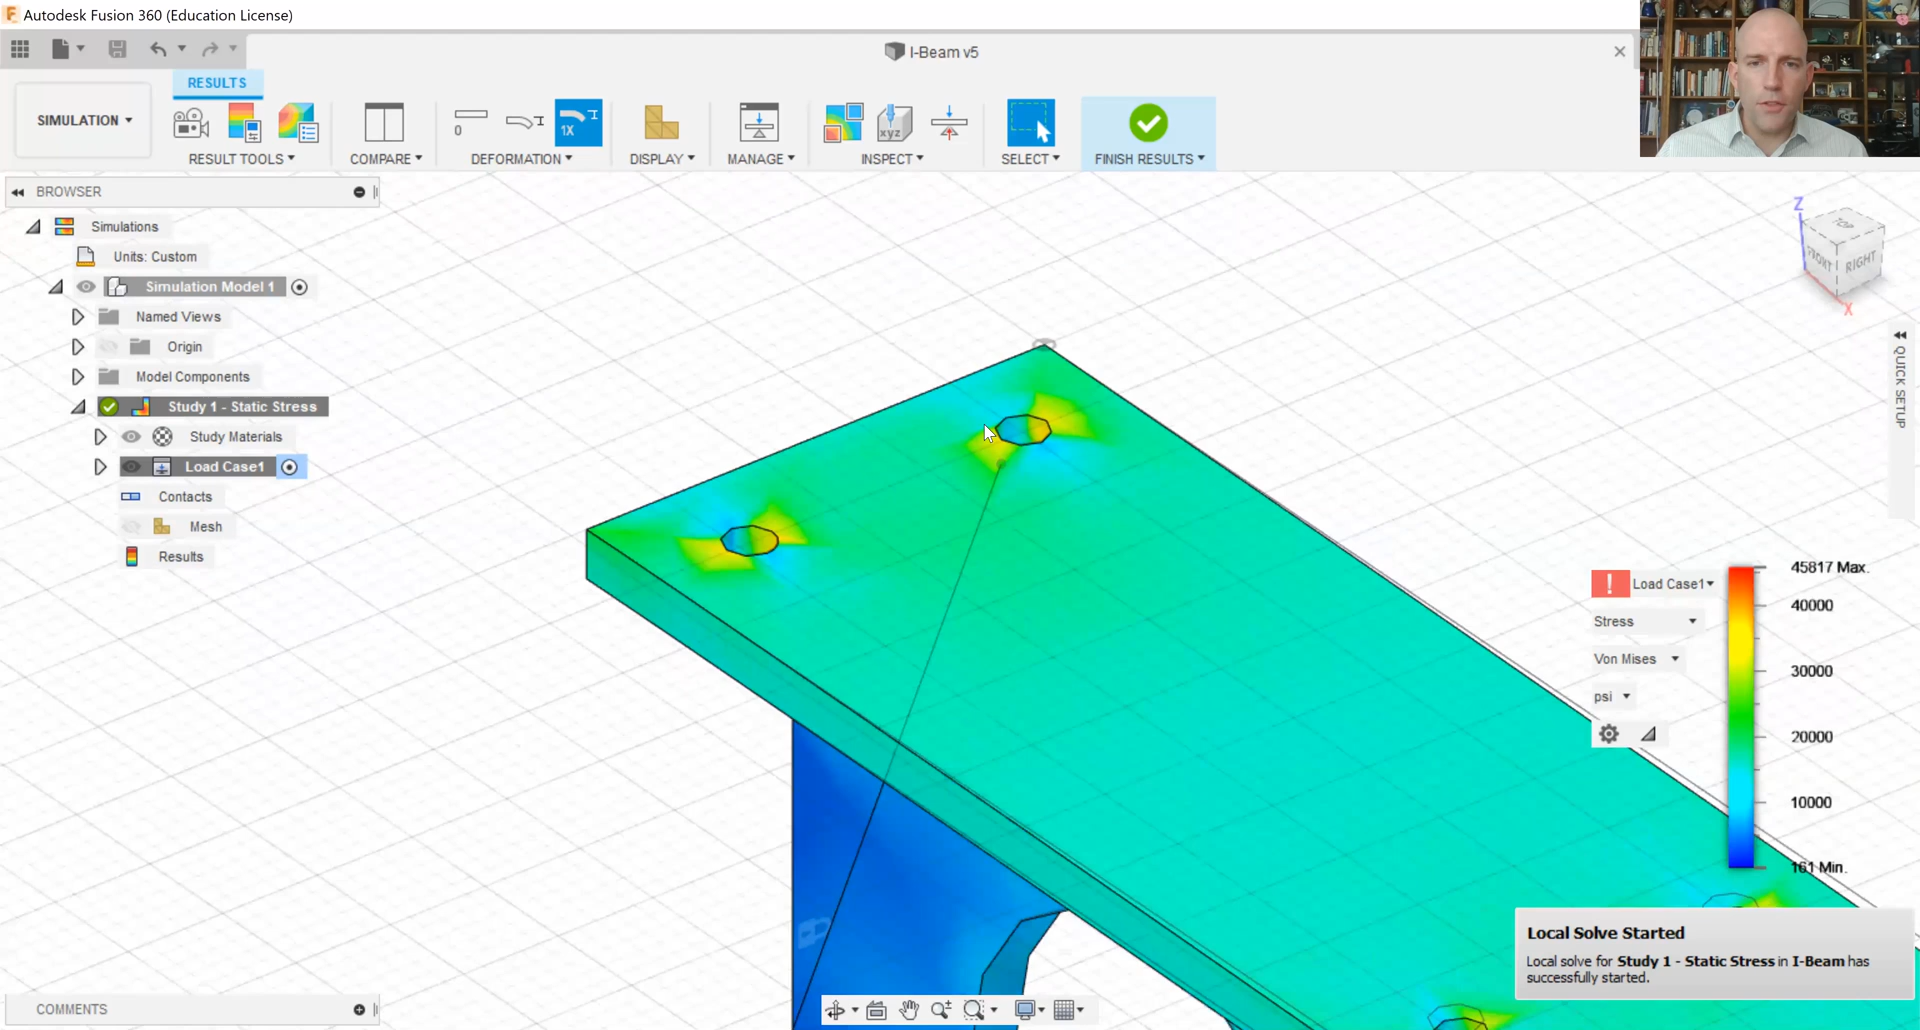 Autodesk Fusion 360 (Education License)
I-Beam v5
RESULTS
SIMULATION
0
1X
xyz
RESULT TOOLS
COMPARE
DEFORMATION
DISPLAY
MANAGE
INSPECT
SELECT
FINISH RESULTS
BROWSER
Simulations
Units: Custom
Simulation Model 1
Named Views
Origin
Model Components
Study 1 - Static Stress
Study Materials
Load Case1
Contacts
Mesh
Results
Z
TOP
FRONT
RIGHT
X
QUICK SETUP
Load Case1
Stress
Von Mises
psi
45817 Max.
40000
30000
20000
10000
161 Min.
Local Solve Started
Local solve for Study 1 - Static Stress in I-Beam has
successfully started.
COMMENTS